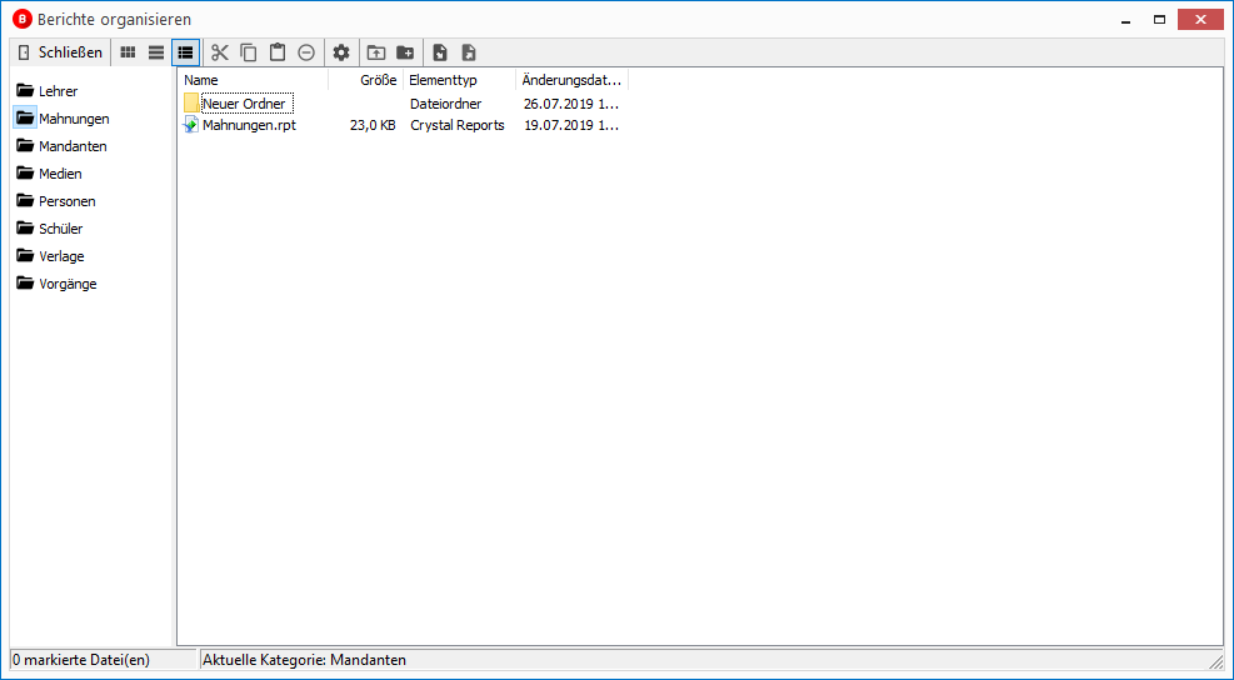 B Berichte organisieren
Schließen
Lehrer
Mahnungen
Mandanten
Medien
Personen
Schüler
Verlage
Vorgänge
Name Größe Elementtyp Änderungsdat...
Neuer Ordner Dateiordner 26.07.2019 1...
Mahnungen.rpt 23,0 KB Crystal Reports 19.07.2019 1...
0 markierte Datei(en) Aktuelle Kategorie: Mandanten